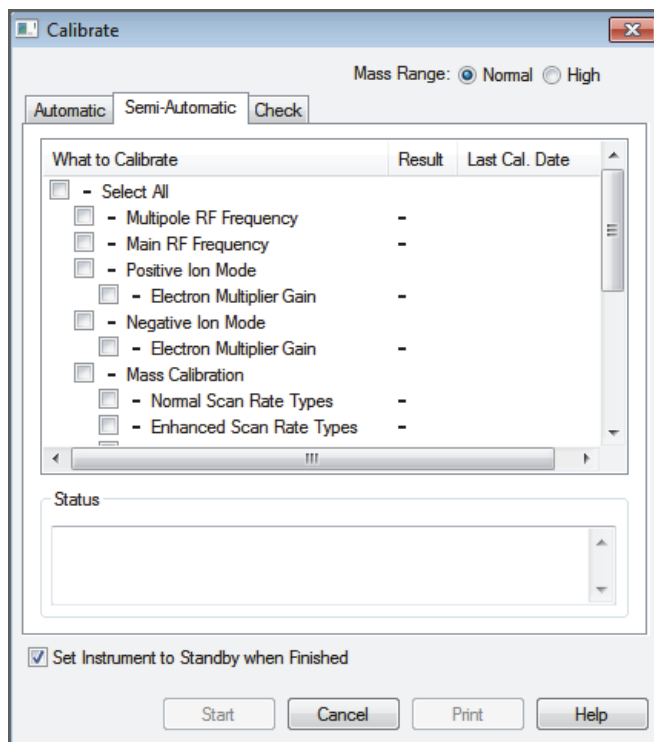 Calibrate
Mass Range: Normal High
Automatic Semi-Automatic Check
What to Calibrate Result Last Cal. Date
- Select All
- Multipole RF Frequency -
- Main RF Frequency -
- Positive Ion Mode
- Electron Multiplier Gain -
- Negative Ion Mode
- Electron Multiplier Gain -
- Mass Calibration
- Normal Scan Rate Types -
- Enhanced Scan Rate Types -
Status
Set Instrument to Standby when Finished
Start Cancel Print Help